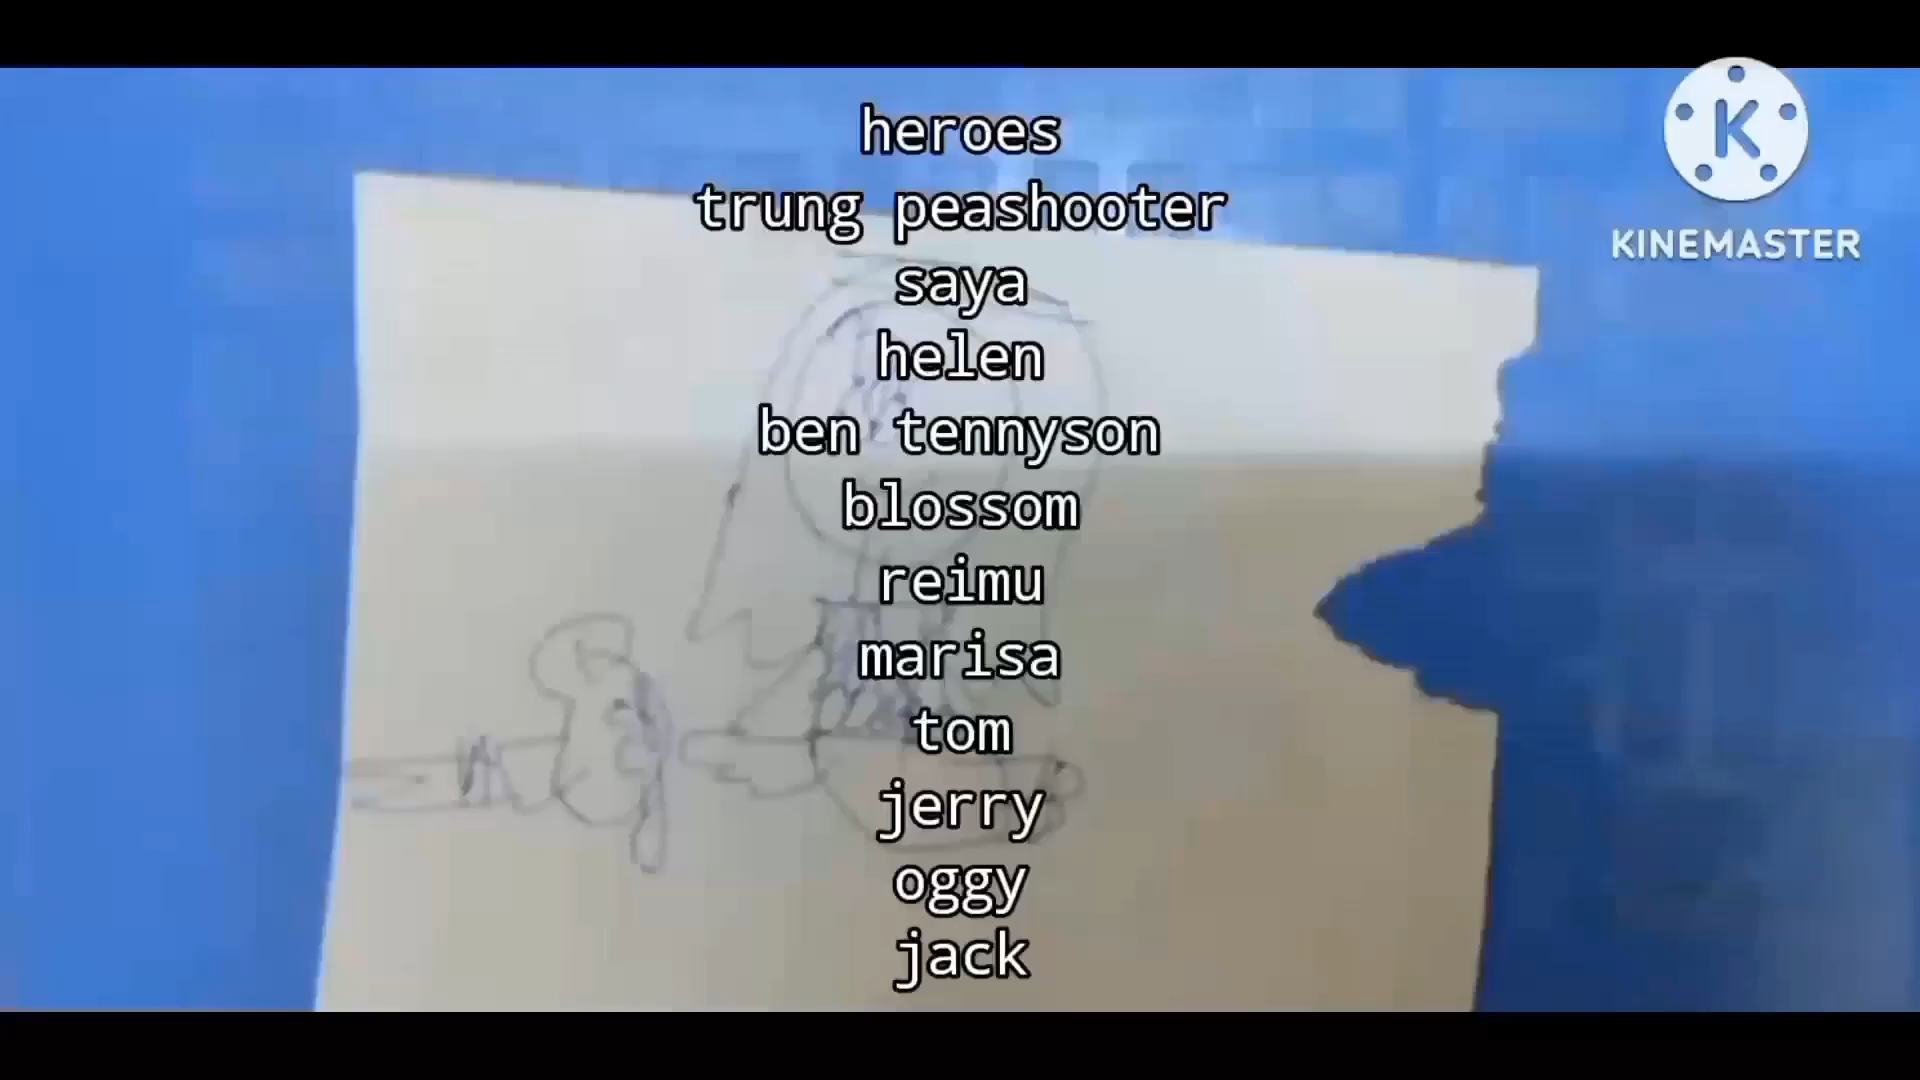 heroes
trung peashooter
saya
helen
ben tennyson
blossom
reimu
marisa
tom
jerry
oggy
jack
K
KINEMASTER